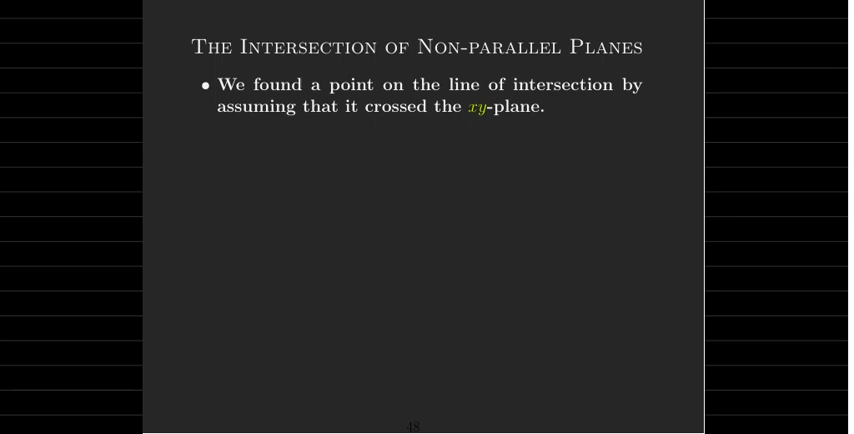 The Intersection of Non-parallel Planes
• We found a point on the line of intersection by
assuming that it crossed the xy-plane.
48